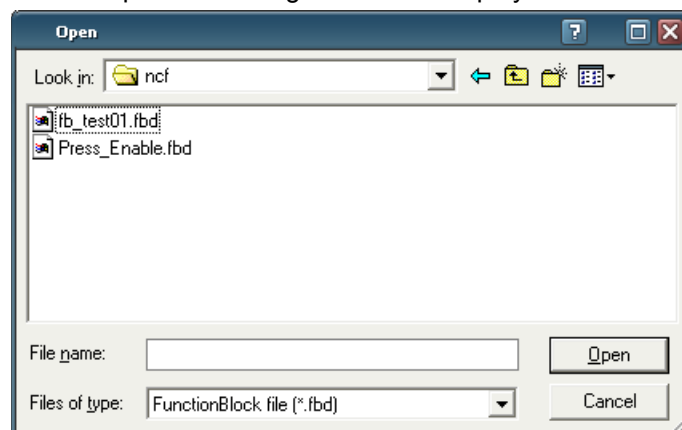 Open
Look in: ncf
fb_test01.fbd
Press_Enable.fbd
File name:
Open
Files of type: FunctionBlock file (*.fbd)
Cancel